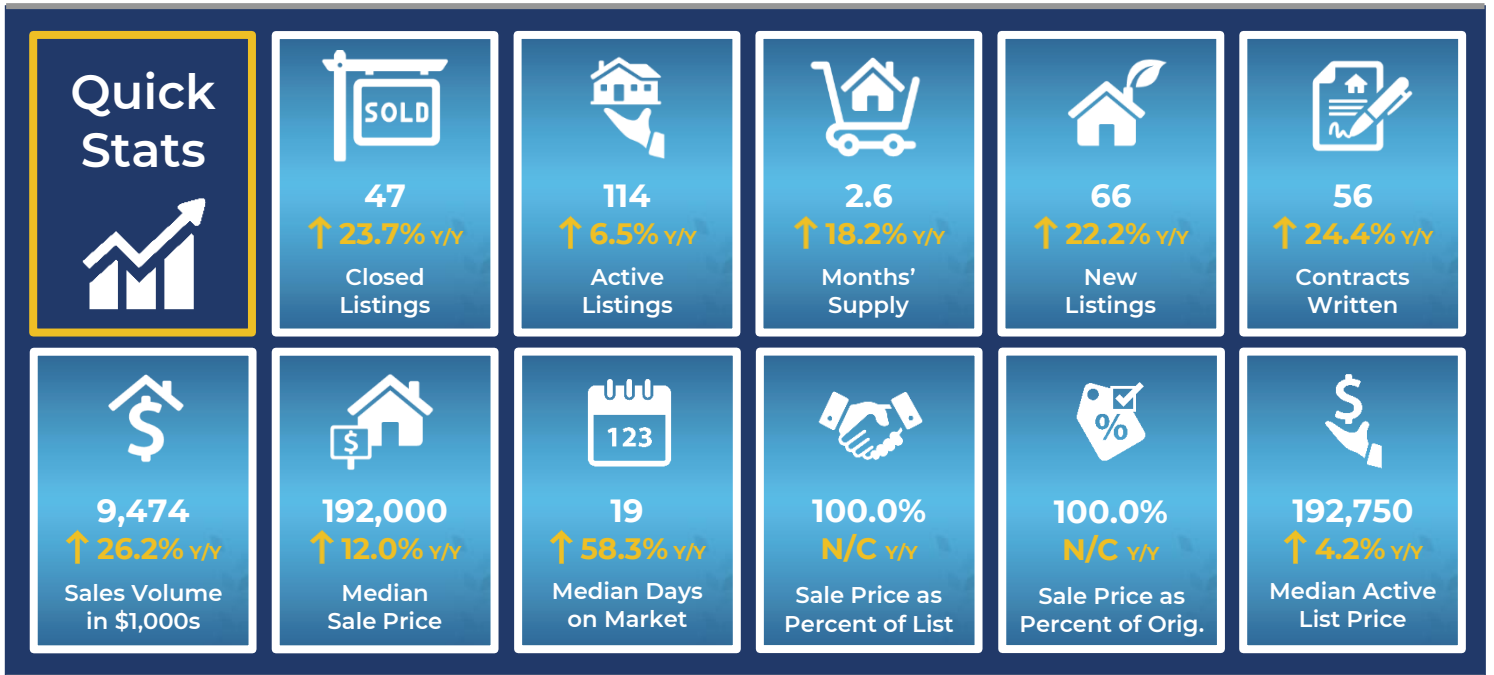 Quick
Stats
SOLD
47
↑ 23.7% Y/Y
Closed
Listings
114
↑ 6.5% Y/Y
Active
Listings
2.6
↑ 18.2% Y/Y
Months’
Supply
66
↑ 22.2% Y/Y
New
Listings
56
↑ 24.4% Y/Y
Contracts
Written
$
9,474
↑ 26.2% Y/Y
Sales Volume
in $1,000s
$
192,000
↑ 12.0% Y/Y
Median
Sale Price
123
19
↑ 58.3% Y/Y
Median Days
on Market
100.0%
N/C Y/Y
Sale Price as
Percent of List
%
100.0%
N/C Y/Y
Sale Price as
Percent of Orig.
$
192,750
↑ 4.2% Y/Y
Median Active
List Price